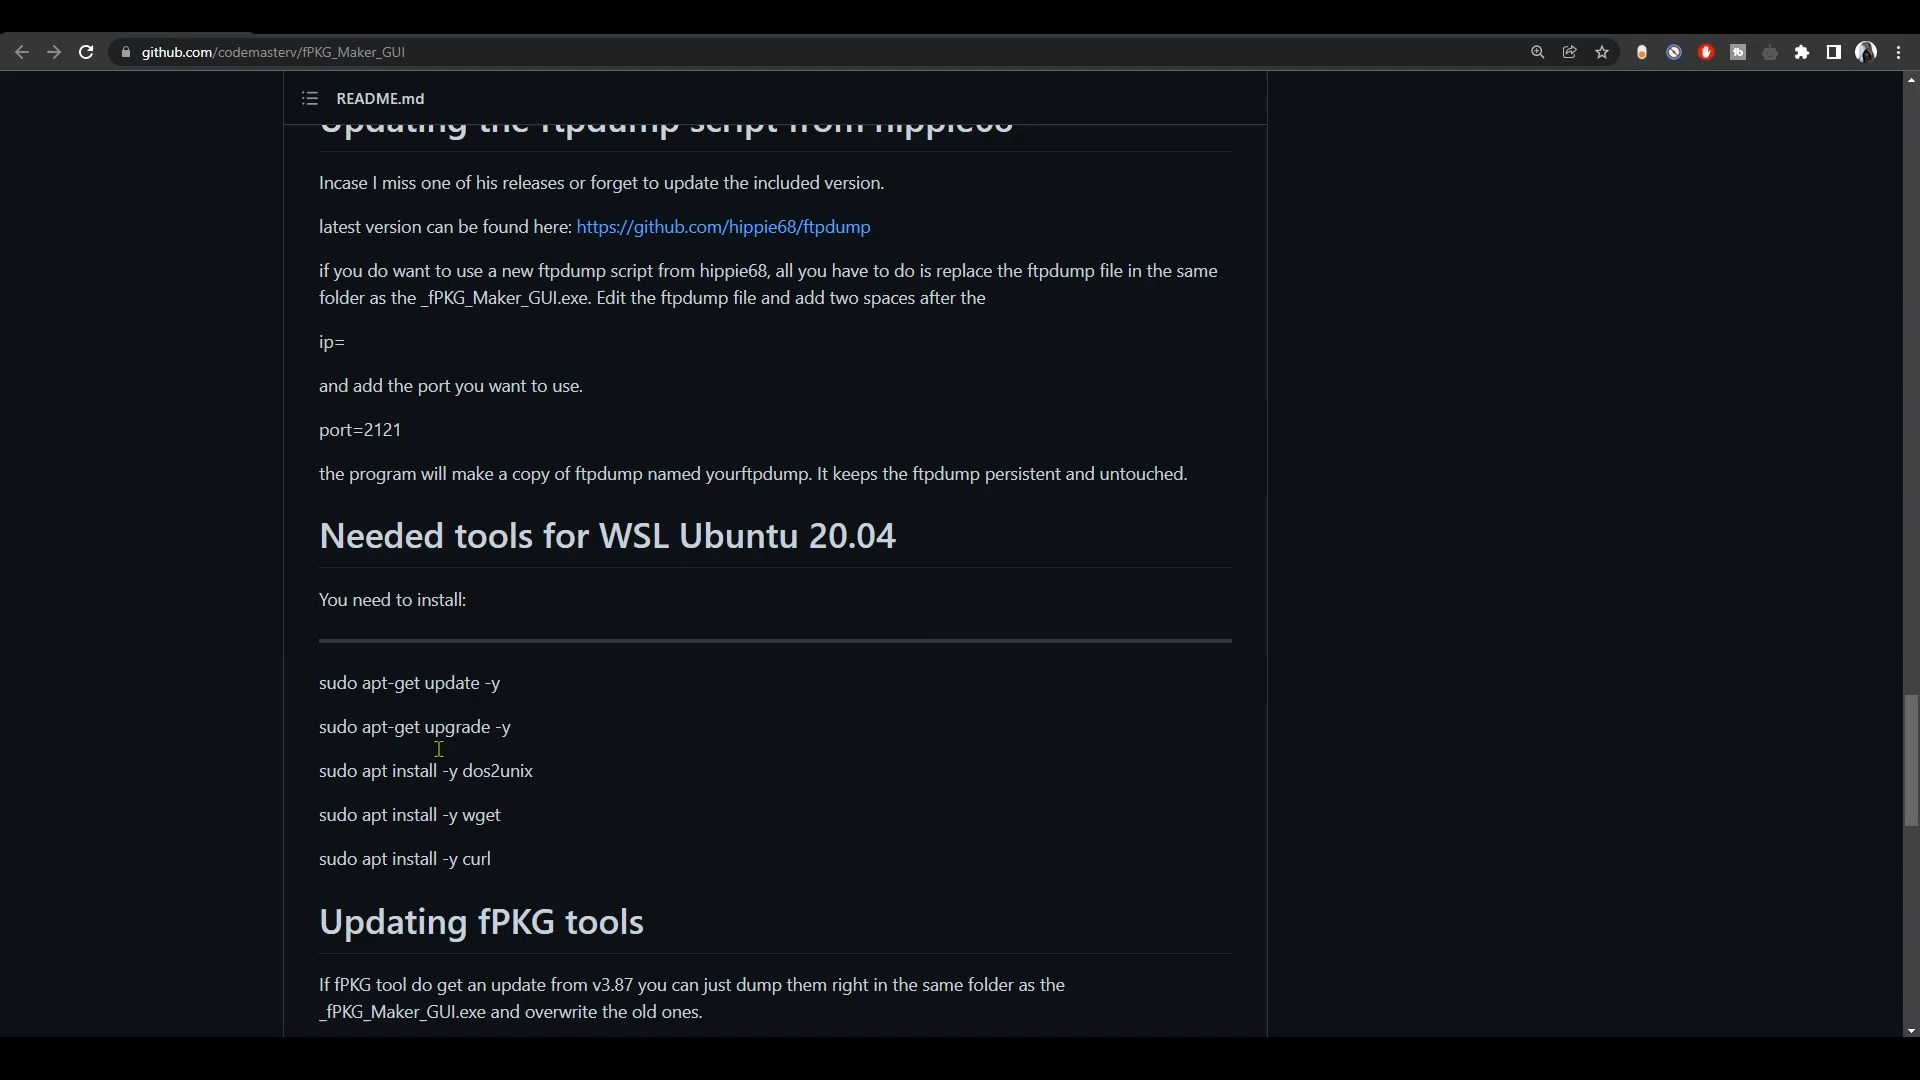 github.com/codemasterv/fPKG_Maker_GUI
README.md
Updating the ftpdump script from hippie68
Incase I miss one of his releases or forget to update the included version.
latest version can be found here: https://github.com/hippie68/ftpdump
if you do want to use a new ftpdump script from hippie68, all you have to do is replace the ftpdump file in the same
folder as the _fPKG_Maker_GUI.exe. Edit the ftpdump file and add two spaces after the
ip=
and add the port you want to use.
port=2121
the program will make a copy of ftpdump named yourftpdump. It keeps the ftpdump persistent and untouched.
Needed tools for WSL Ubuntu 20.04
You need to install:
sudo apt-get update -y
sudo apt-get upgrade -y
sudo apt install -y dos2unix
sudo apt install -y wget
sudo apt install -y curl
Updating fPKG tools
If fPKG tool do get an update from v3.87 you can just dump them right in the same folder as the
_fPKG_Maker_GUI.exe and overwrite the old ones.